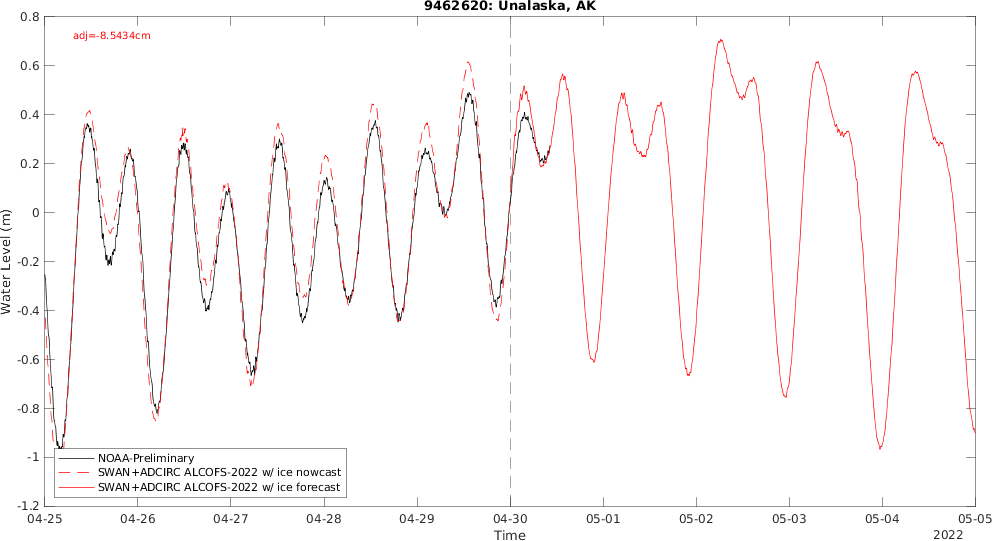 9462620: Unalaska, AK
adj=-8.5434cm
0.8
0.6
0.4
0.2
0
-0.2
-0.4
-0.6
-0.8
-1
-1.2
Water Level (m)
NOAA-Preliminary
SWAN+ADCIRC ALCOFS-2022 w/ ice nowcast
SWAN+ADCIRC ALCOFS-2022 w/ ice forecast
04-25 04-26 04-27 04-28 04-29 04-30 05-01 05-02 05-03 05-04 05-05
Time
2022